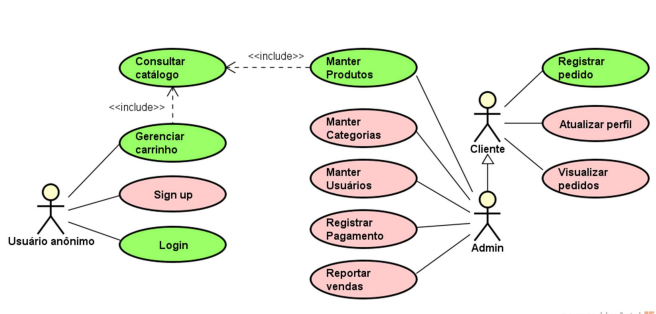 Consultar
catálogo
<<include>>
Manter
Produtos
Registrar
pedido
<<include>>
Gerenciar
carrinho
Manter
Categorias
Cliente
Atualizar perfil
Sign up
Manter
Usuários
Visualizar
pedidos
Usuário anônimo
Login
Registrar
Pagamento
Admin
Reportar
vendas